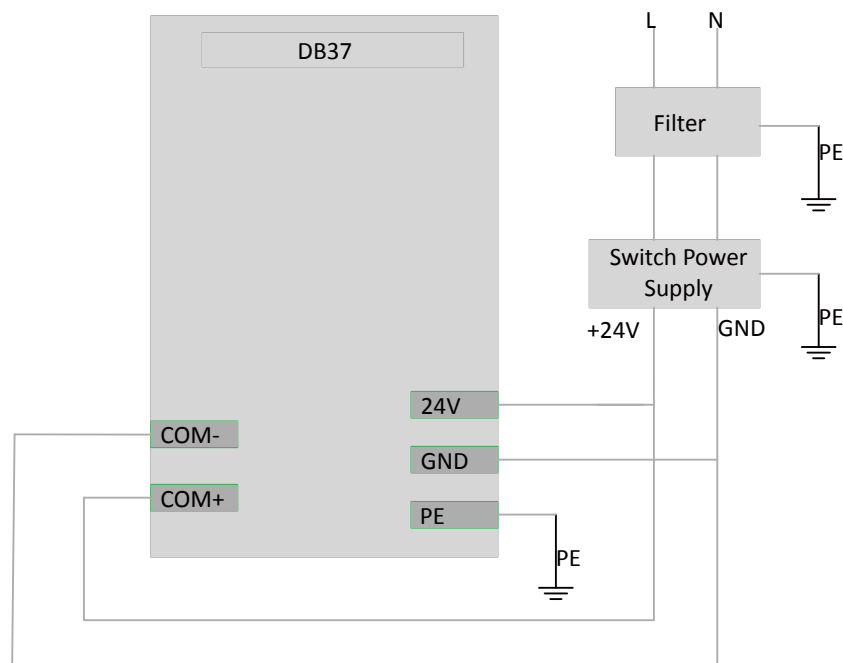 L N
DB37
Filter
PE
Switch Power
Supply
PE
+24V GND
24V
COM-
GND
COM+
PE
PE